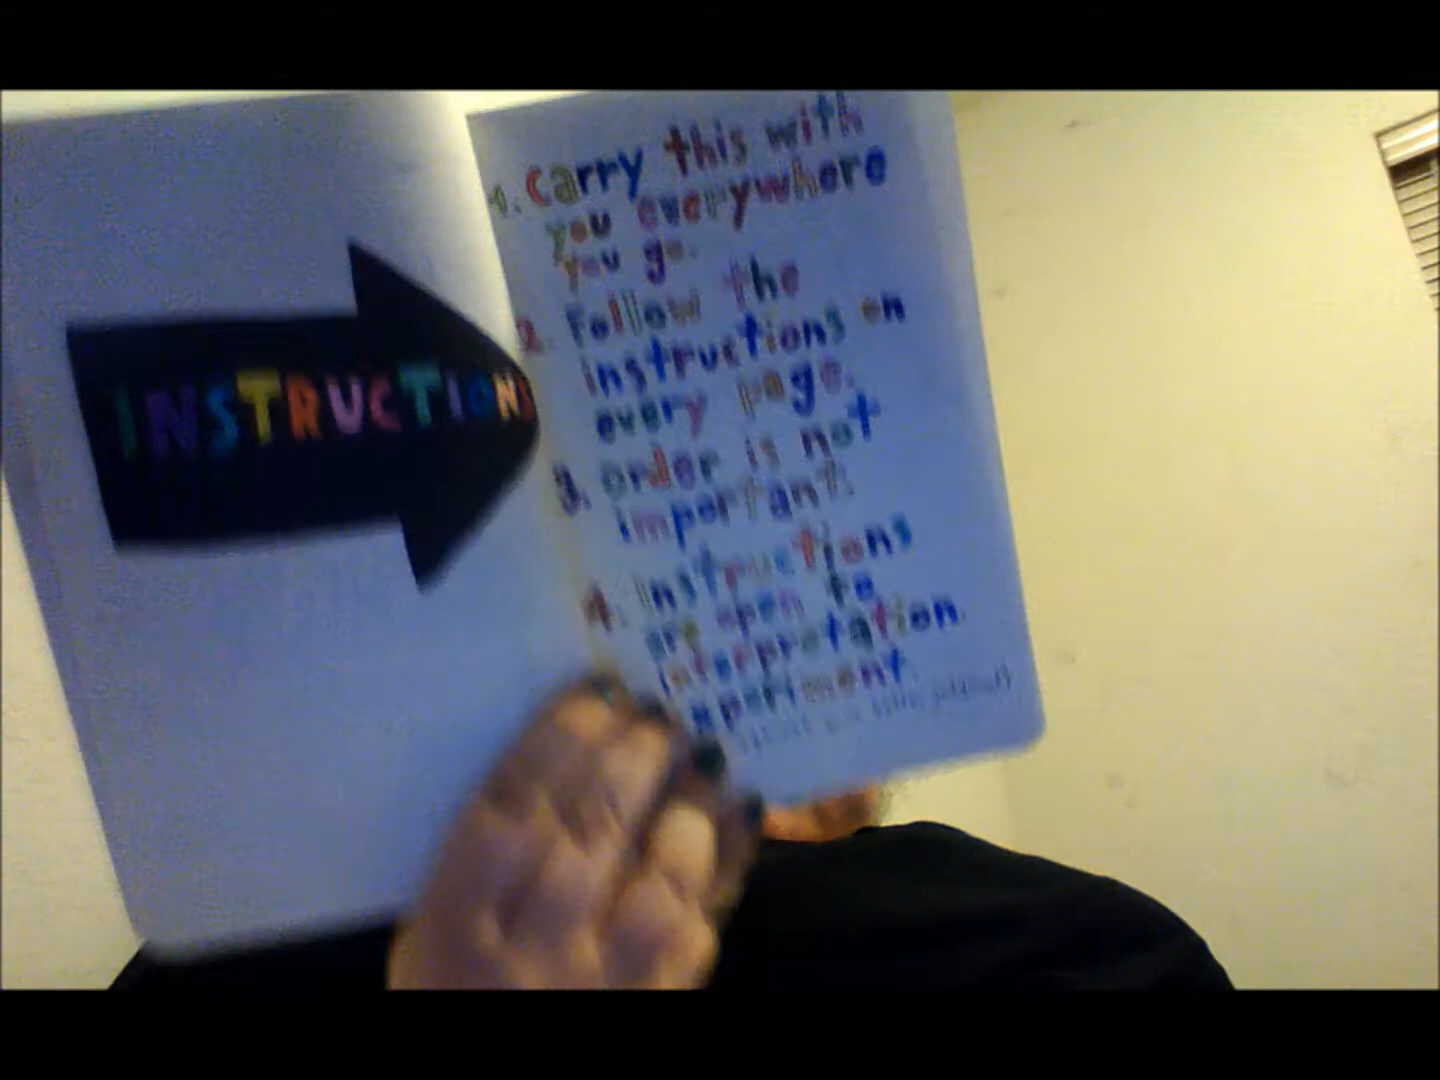 INSTRUCTIONS
1. carry this with
you everywhere
you go.
2. Follow the
instructions on
every page.
3. order is not
important.
4. instructions
are open to
interpretation.
experiment.